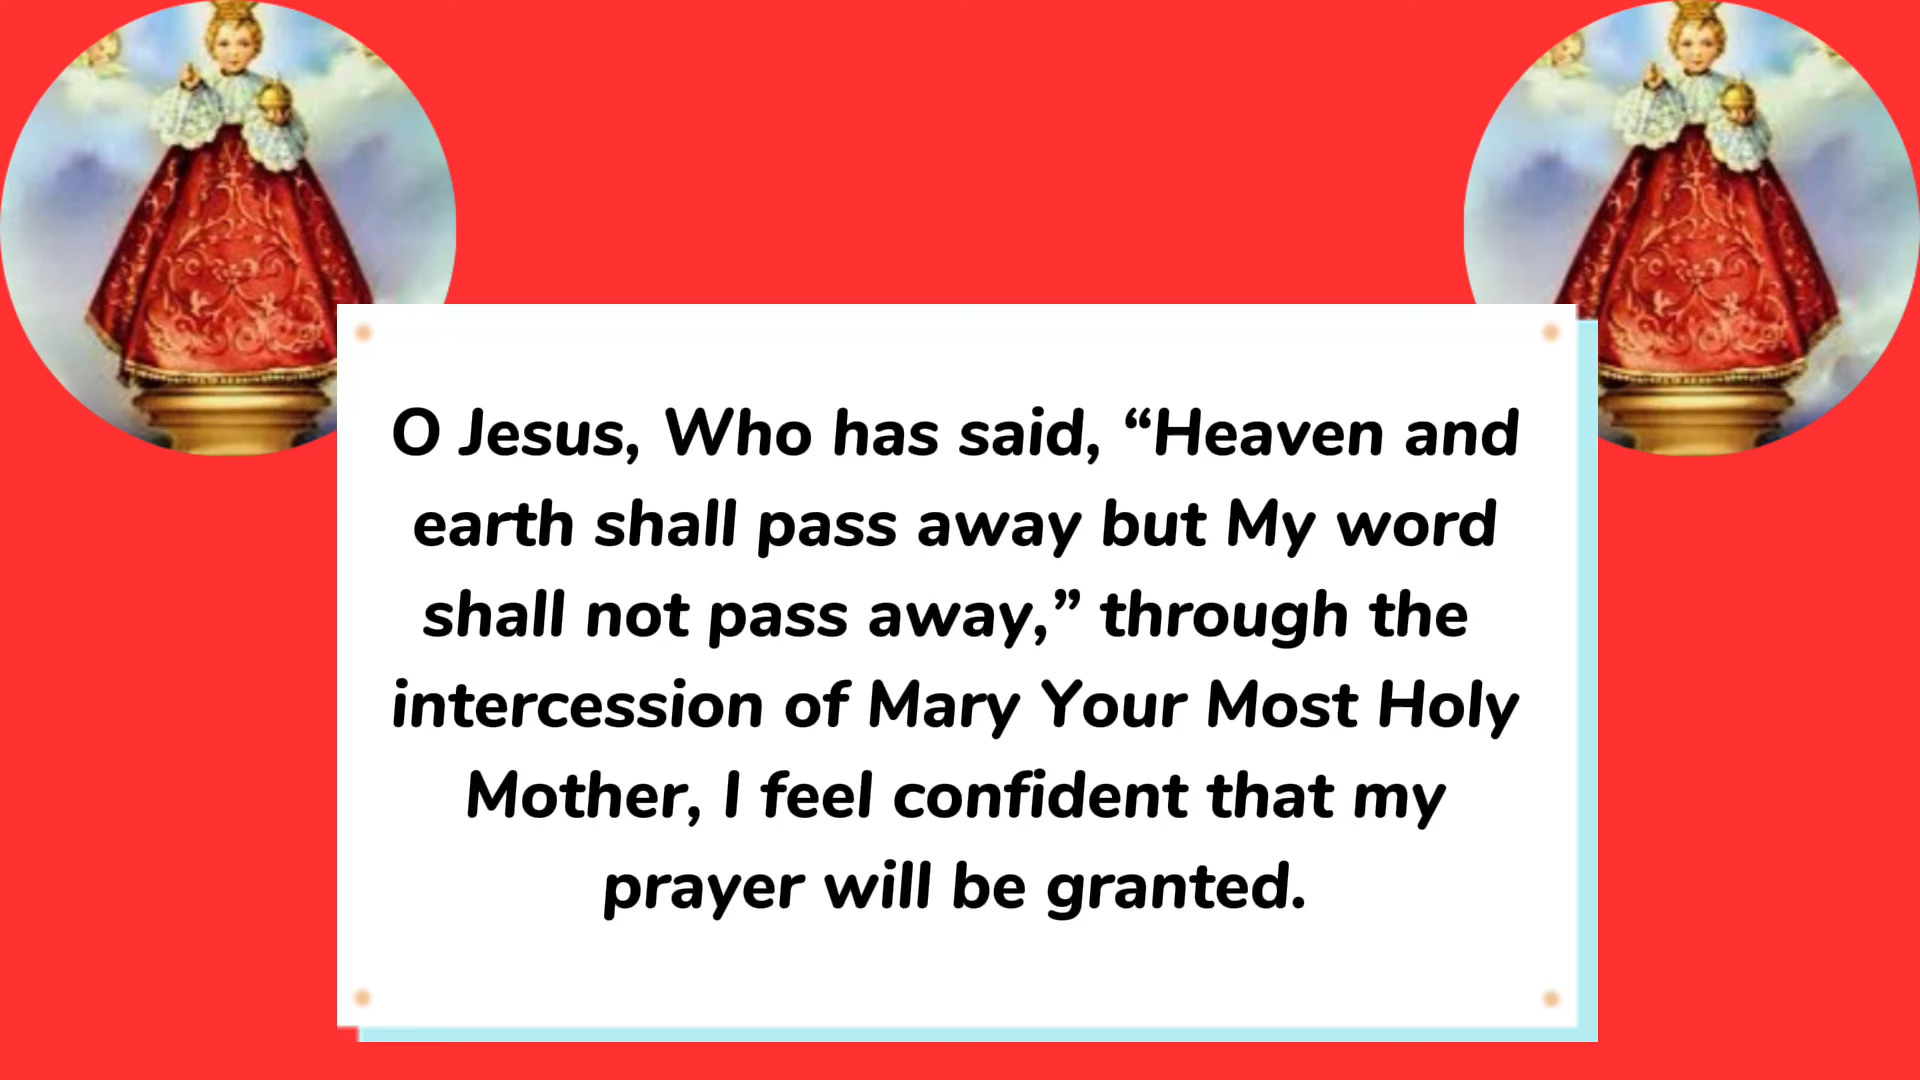 O Jesus, Who has said, “Heaven and
earth shall pass away but My word
shall not pass away,” through the
intercession of Mary Your Most Holy
Mother, I feel confident that my
prayer will be granted.